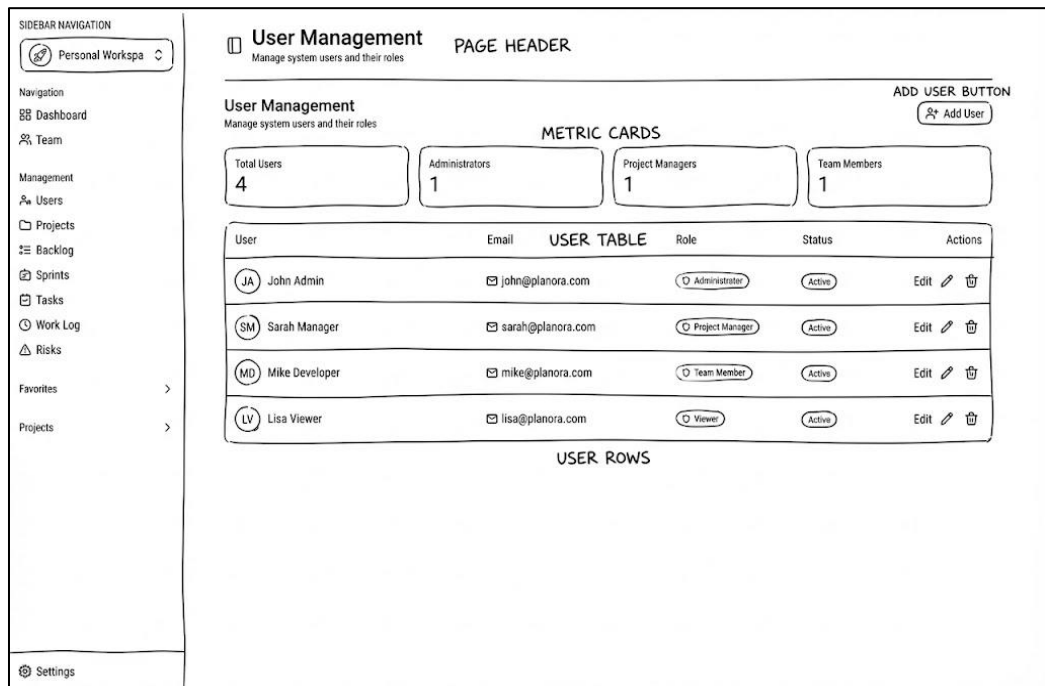 SIDEBAR NAVIGATION
Personal Workspa
Navigation
Dashboard
Team
Management
Users
Projects
Backlog
Sprints
Tasks
Work Log
Risks
Favorites
Projects
Settings
User Management PAGE HEADER
Manage system users and their roles
ADD USER BUTTON
User Management
Add User
Manage system users and their roles
METRIC CARDS
Total Users Administrators Project Managers Team Members
4 1 1 1
User Email USER TABLE Role Status Actions
JA John Admin john@planora.com Administrater Active Edit
SM Sarah Manager sarah@planora.com Project Manager Active Edit
MD Mike Developer mike@planora.com Team Member Active Edit
LV Lisa Viewer lisa@planora.com Viewer Active Edit
USER ROWS